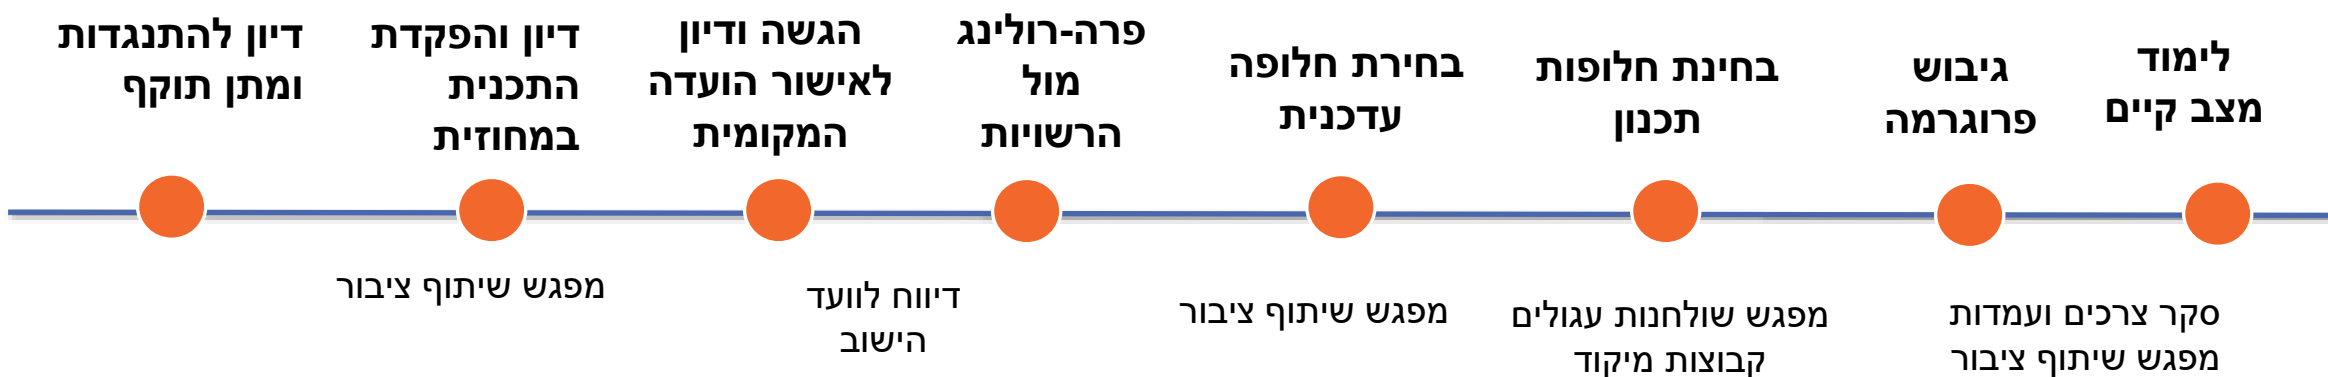 לימוד
מצב קיים
גיבוש
פרוגרמה
בחינת חלופות
תכנון
בחירת חלופה
עדכנית
פרה-רולינג
מול
הרשויות
הגשה ודיון
לאישור הועדה
המקומית
דיון והפקדת
התכנית
במחוזית
דיון להתנגדות
ומתן תוקף
סקר צרכים ועמדות
מפגש שיתוף ציבור
מפגש שולחנות עגולים
קבוצות מיקוד
מפגש שיתוף ציבור
דיווח לוועד
הישוב
מפגש שיתוף ציבור